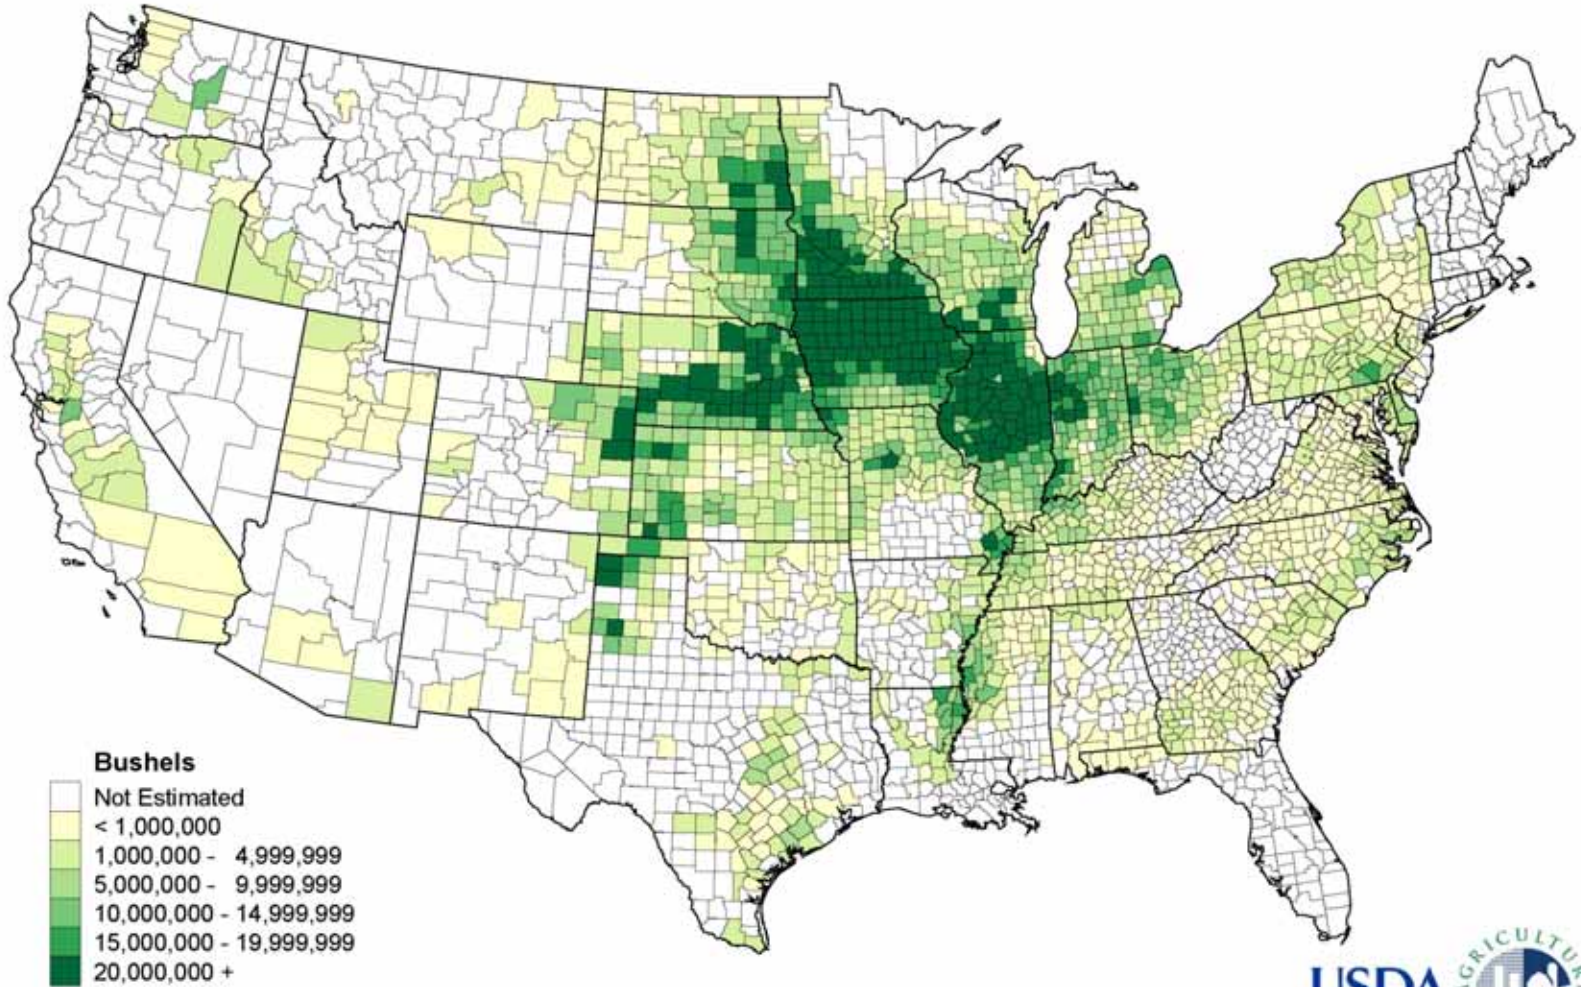 Bushels
Not Estimated
< 1,000,000
1,000,000 - 4,999,999
5,000,000 - 9,999,999
10,000,000 - 14,999,999
15,000,000 - 19,999,999
20,000,000 +
USDA